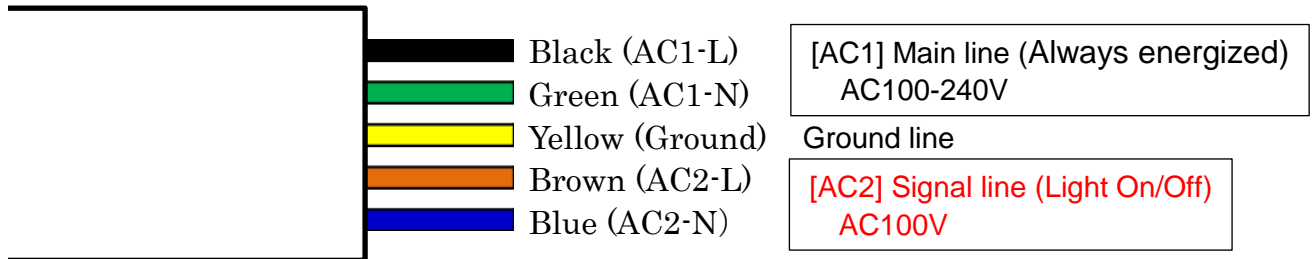 Black (AC1-L)
[AC1] Main line (Always energized)
AC100-240V
Green (AC1-N)
Yellow (Ground)
Ground line
Brown (AC2-L)
[AC2] Signal line (Light On/Off)
AC100V
Blue (AC2-N)